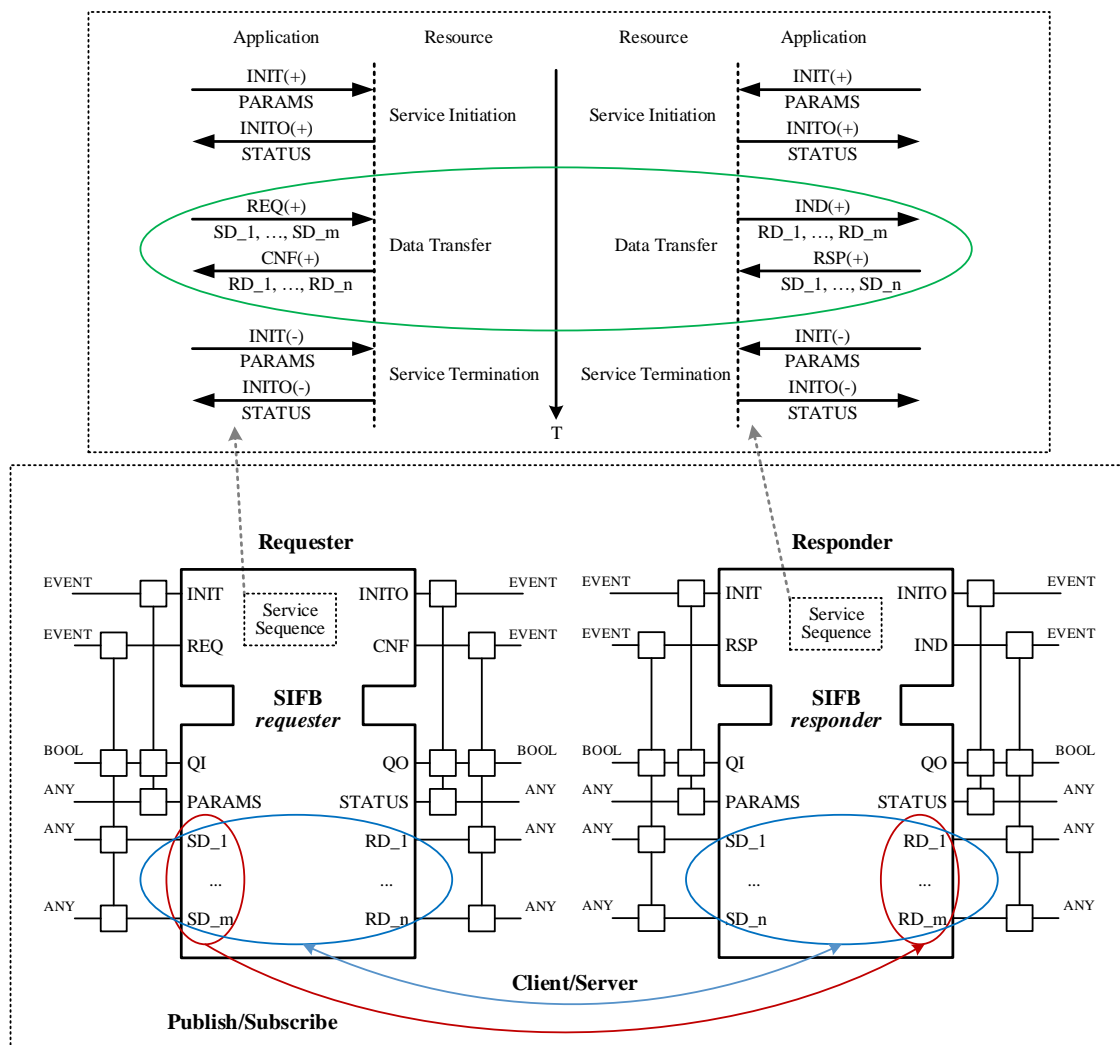 Application Resource Resource Application
INIT(+) INIT(+)
PARAMS PARAMS
Service Initiation Service Initiation
INITO(+) INITO(+)
STATUS STATUS
REQ(+) IND(+)
SD_1, …, SD_m RD_1, …, RD_m
Data Transfer Data Transfer
CNF(+) RSP(+)
RD_1, …, RD_n SD_1, …, SD_n
INIT(-) INIT(-)
PARAMS PARAMS
Service Termination Service Termination
INITO(-) INITO(-)
STATUS STATUS
T
Requester Responder
EVENT INIT INITO EVENT EVENT INIT INITO EVENT
Service Service
Sequence Sequence
EVENT REQ CNF EVENT EVENT RSP IND EVENT
SIFB SIFB
requester responder
BOOL QI QO BOOL BOOL QI QO BOOL
ANY PARAMS STATUS ANY ANY PARAMS STATUS ANY
ANY SD_1 RD_1 ANY ANY SD_1 RD_1 ANY
... ... ... ...
ANY SD_m RD_n ANY ANY SD_n RD_m ANY
Client/Server
Publish/Subscribe